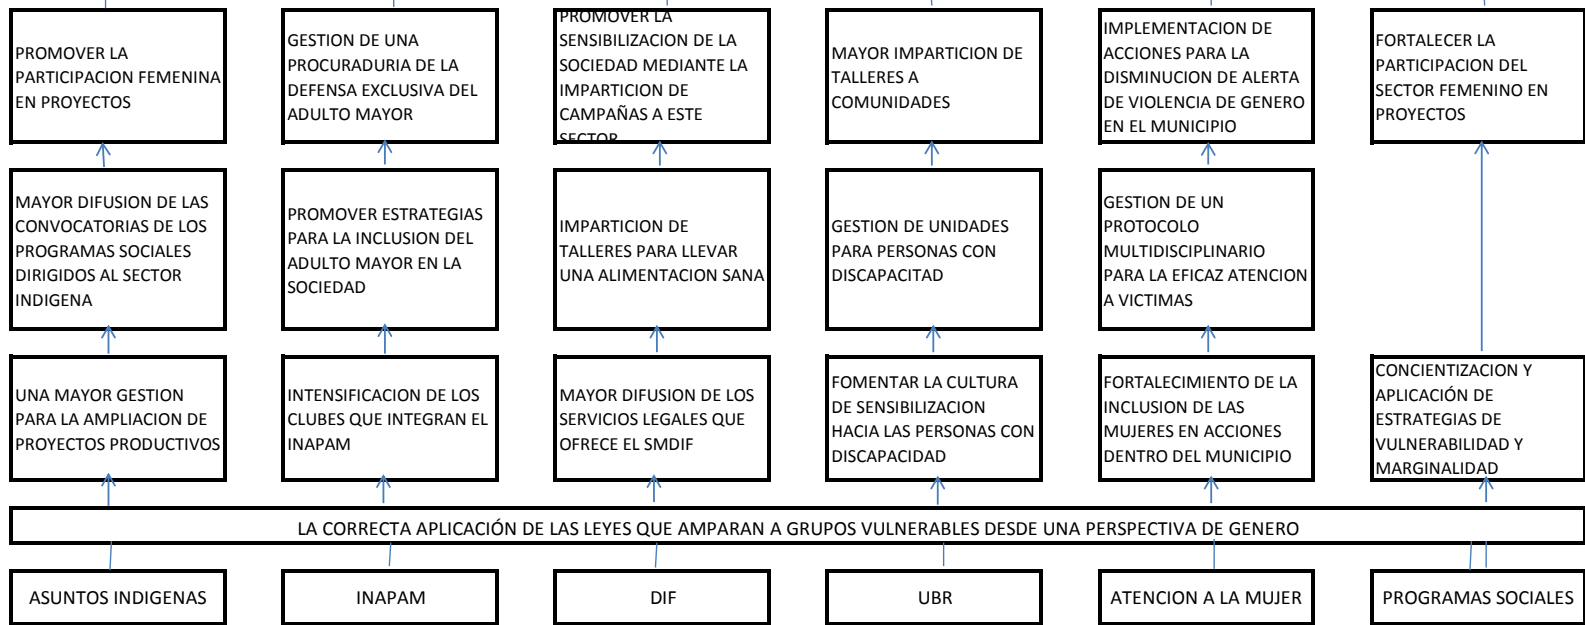 PROMOVER LA
PARTICIPACION FEMENINA
EN PROYECTOS
GESTION DE UNA
PROCURADURIA DE LA
DEFENSA EXCLUSIVA DEL
ADULTO MAYOR
PROMOVER LA
SENSIBILIZACION DE LA
SOCIEDAD MEDIANTE LA
IMPARTICION DE
CAMPAÑAS A ESTE
SECTOR
MAYOR IMPARTICION DE
TALLERES A
COMUNIDADES
IMPLEMENTACION DE
ACCIONES PARA LA
DISMINUCION DE ALERTA
DE VIOLENCIA DE GENERO
EN EL MUNICIPIO
FORTALECER LA
PARTICIPACION DEL
SECTOR FEMENINO EN
PROYECTOS
MAYOR DIFUSION DE LAS
CONVOCATORIAS DE LOS
PROGRAMAS SOCIALES
DIRIGIDOS AL SECTOR
INDIGENA
PROMOVER ESTRATEGIAS
PARA LA INCLUSION DEL
ADULTO MAYOR EN LA
SOCIEDAD
IMPARTICION DE
TALLERES PARA LLEVAR
UNA ALIMENTACION SANA
GESTION DE UNIDADES
PARA PERSONAS CON
DISCAPACITAD
GESTION DE UN
PROTOCOLO
MULTIDISCIPLINARIO
PARA LA EFICAZ ATENCION
A VICTIMAS
UNA MAYOR GESTION
PARA LA AMPLIACION DE
PROYECTOS PRODUCTIVOS
INTENSIFICACION DE LOS
CLUBES QUE INTEGRAN EL
INAPAM
MAYOR DIFUSION DE LOS
SERVICIOS LEGALES QUE
OFRECE EL SMDIF
FOMENTAR LA CULTURA
DE SENSIBILIZACION
HACIA LAS PERSONAS CON
DISCAPACIDAD
FORTALECIMIENTO DE LA
INCLUSION DE LAS
MUJERES EN ACCIONES
DENTRO DEL MUNICIPIO
CONCIENTIZACION Y
APLICACIÓN DE
ESTRATEGIAS DE
VULNERABILIDAD Y
MARGINALIDAD
LA CORRECTA APLICACIÓN DE LAS LEYES QUE AMPARAN A GRUPOS VULNERABLES DESDE UNA PERSPECTIVA DE GENERO
ASUNTOS INDIGENAS
INAPAM
DIF
UBR
ATENCION A LA MUJER
PROGRAMAS SOCIALES